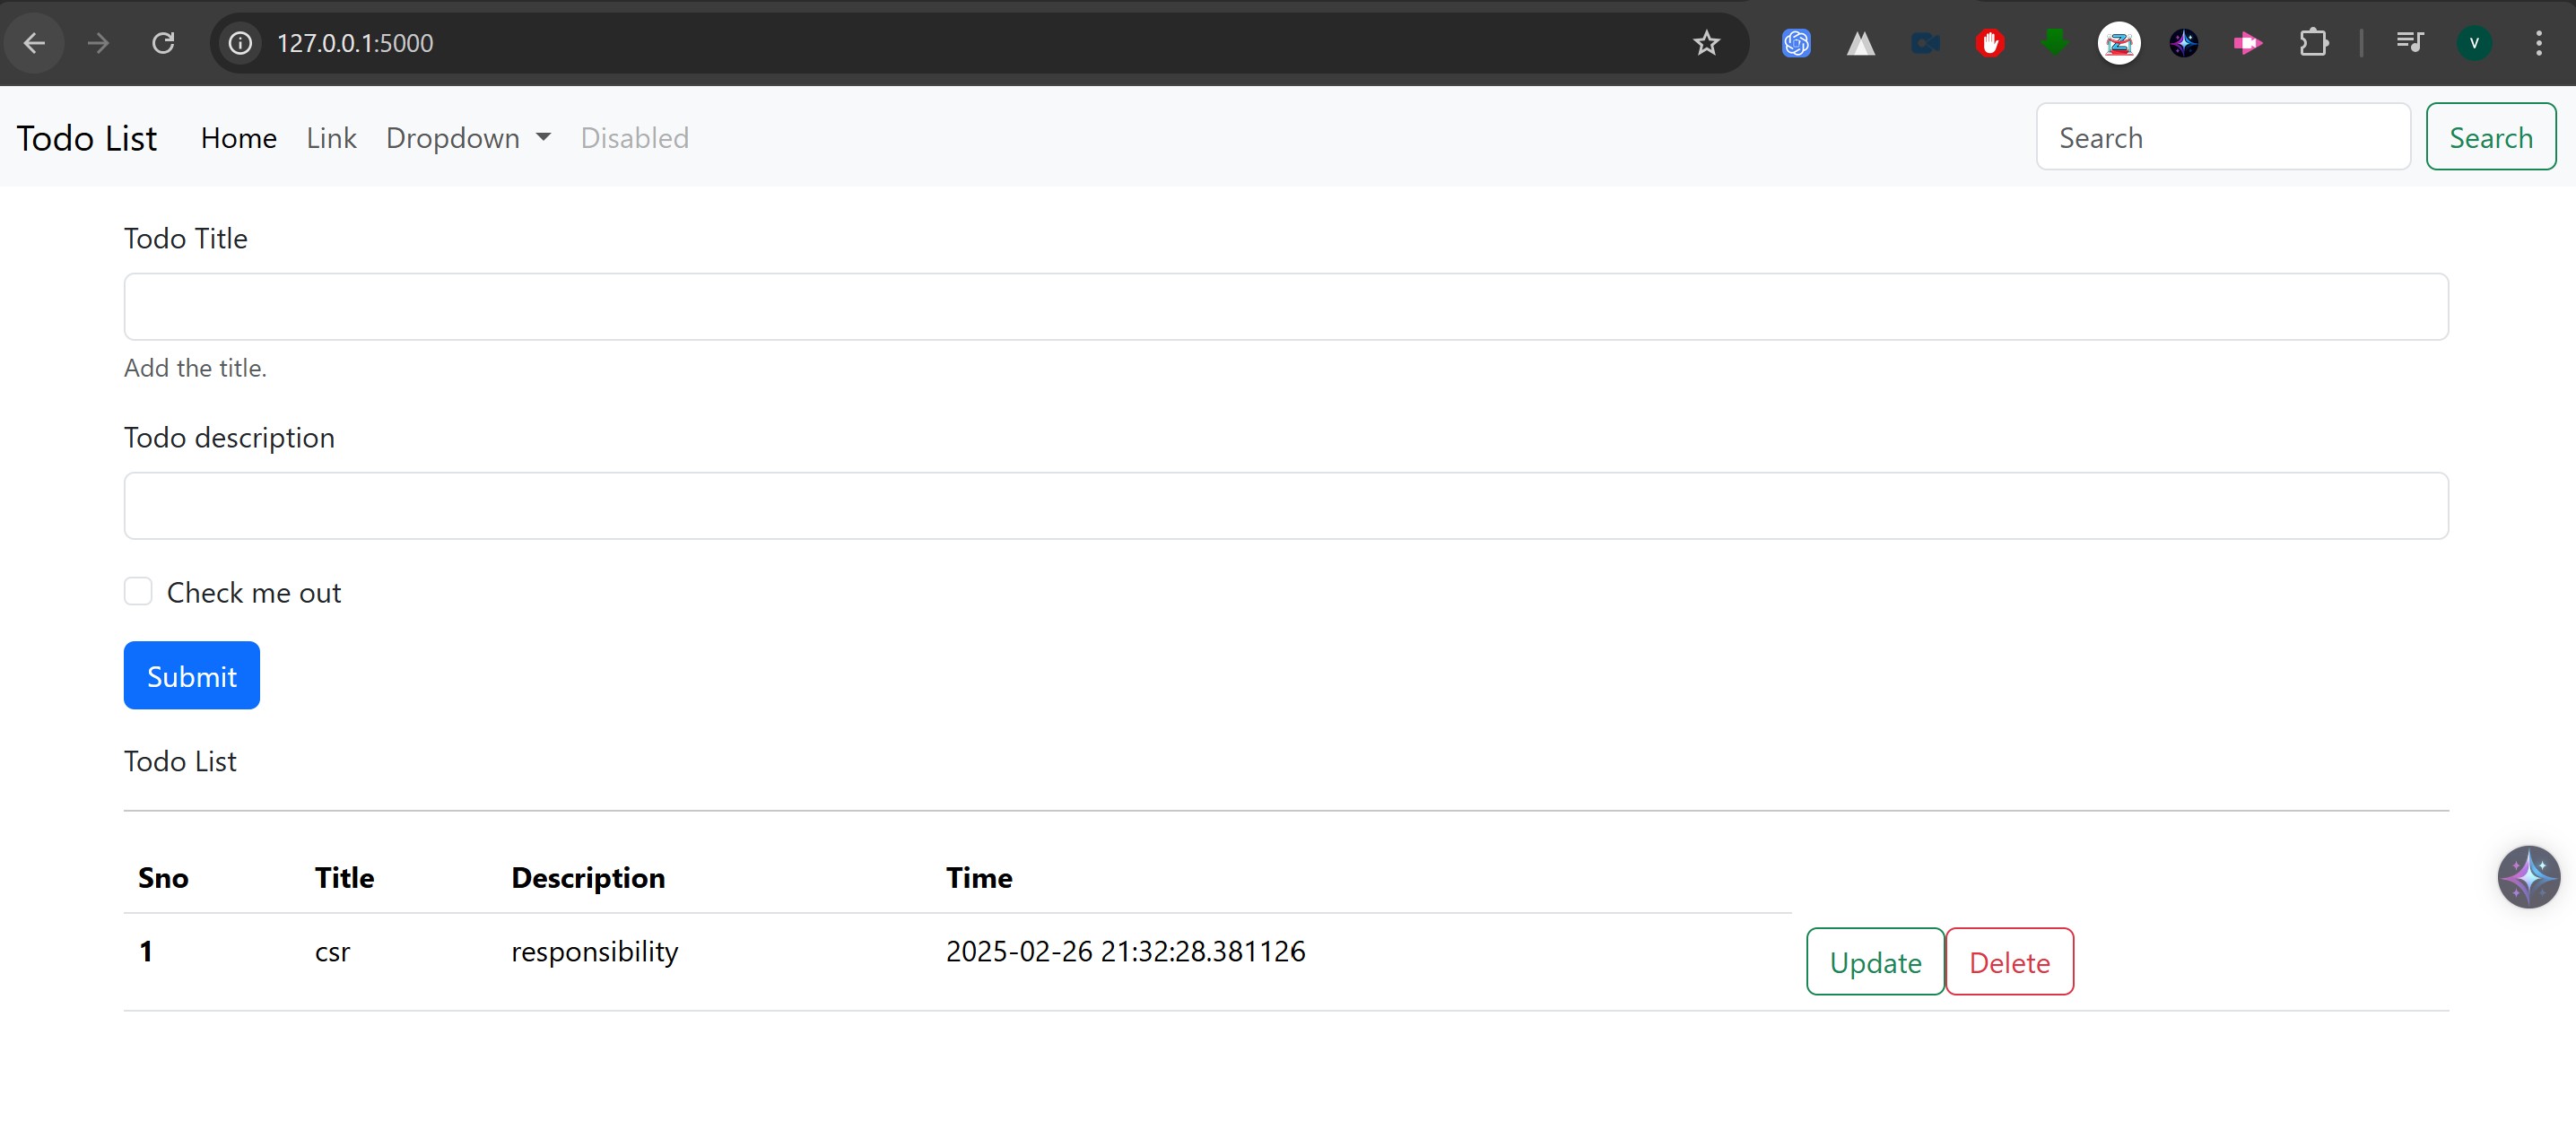 127.0.0.1:5000
V
Todo List Home Link Dropdown Disabled Search Search
Todo Title
Add the title.
Todo description
Check me out
Submit
Todo List
Sno Title Description Time
1 csr responsibility 2025-02-26 21:32:28.381126 Update Delete